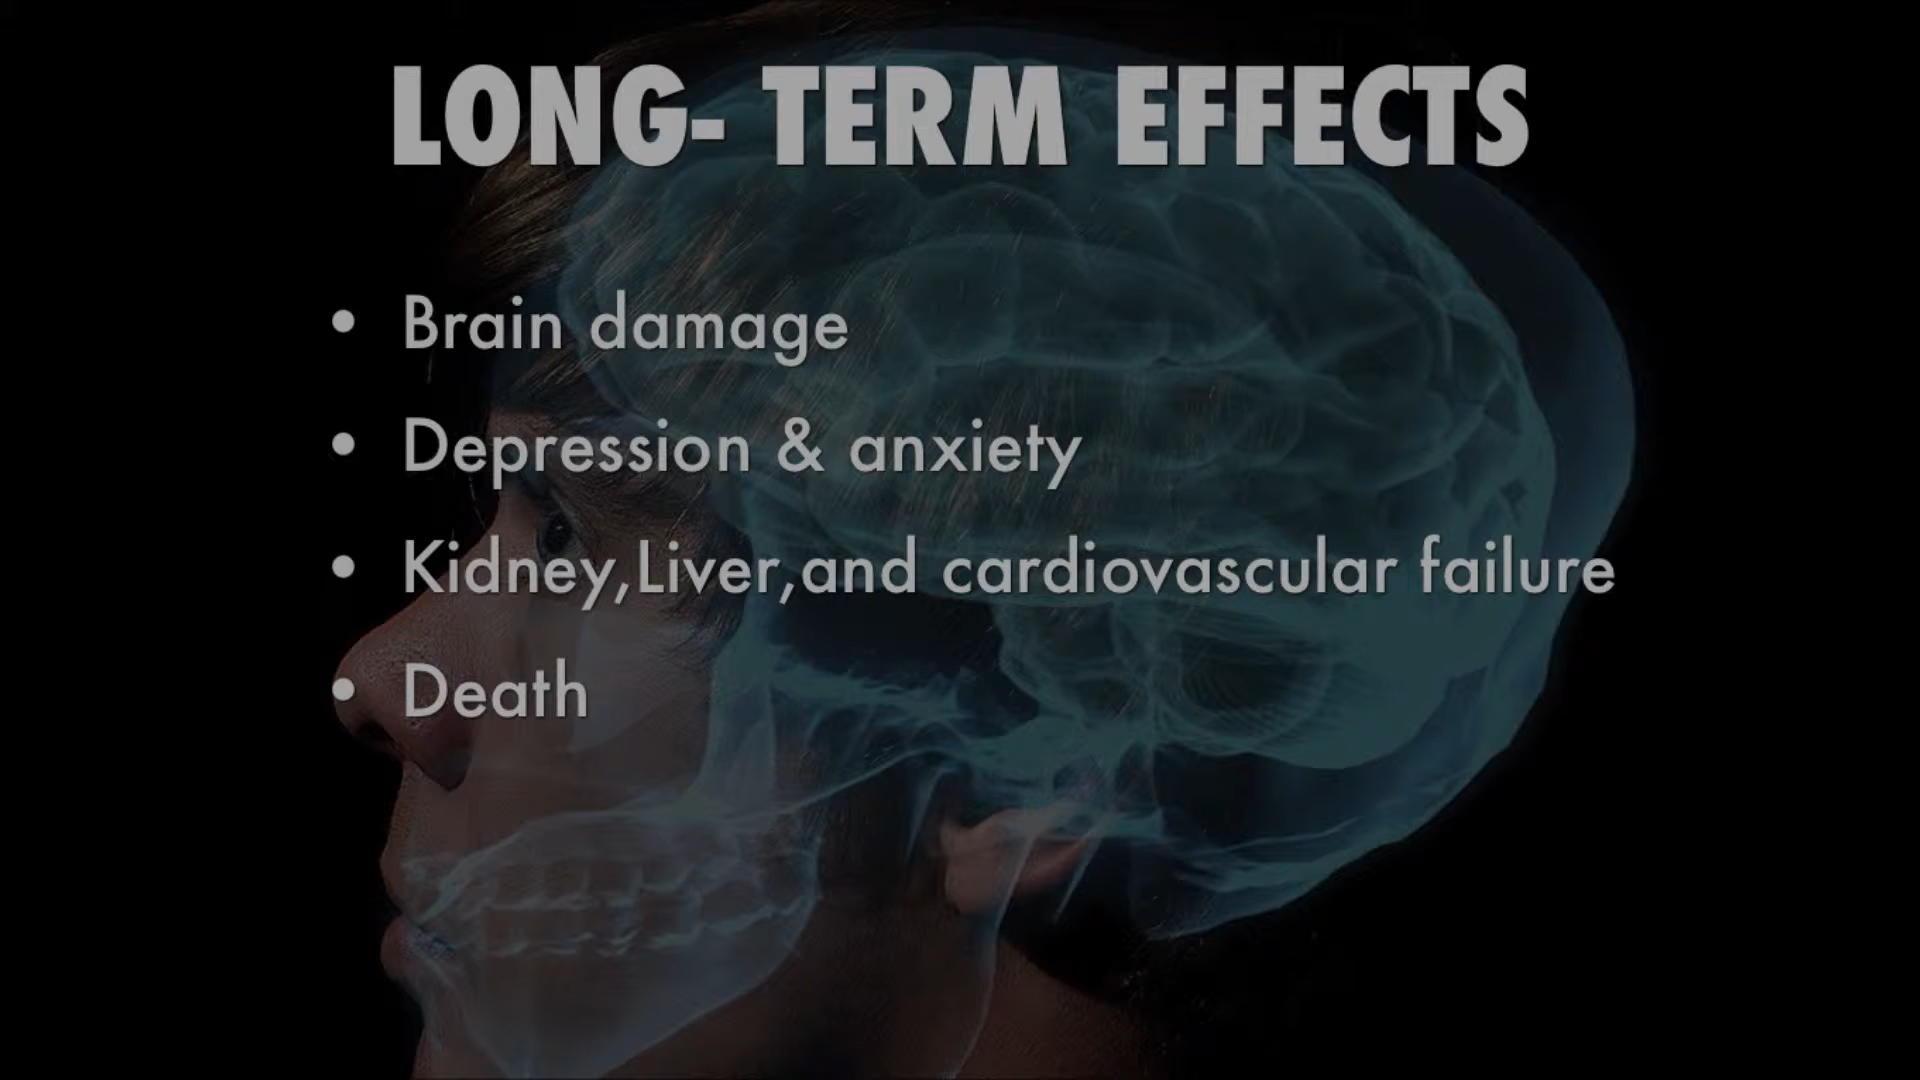 LONG- TERM EFFECTS
• Brain damage
• Depression & anxiety
• Kidney,Liver,and cardiovascular failure
• Death